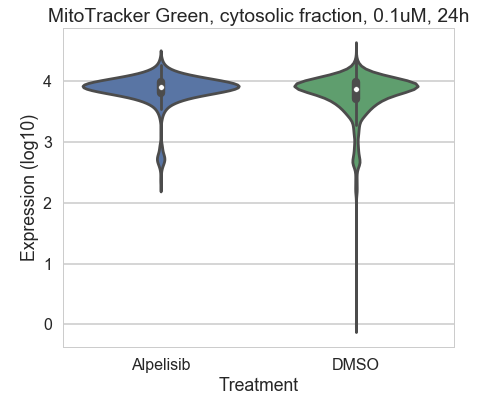 MitoTracker Green, cytosolic fraction, 0.1uM, 24h
Expression (log10)
4
3
2
1
0
Alpelisib DMSO
Treatment